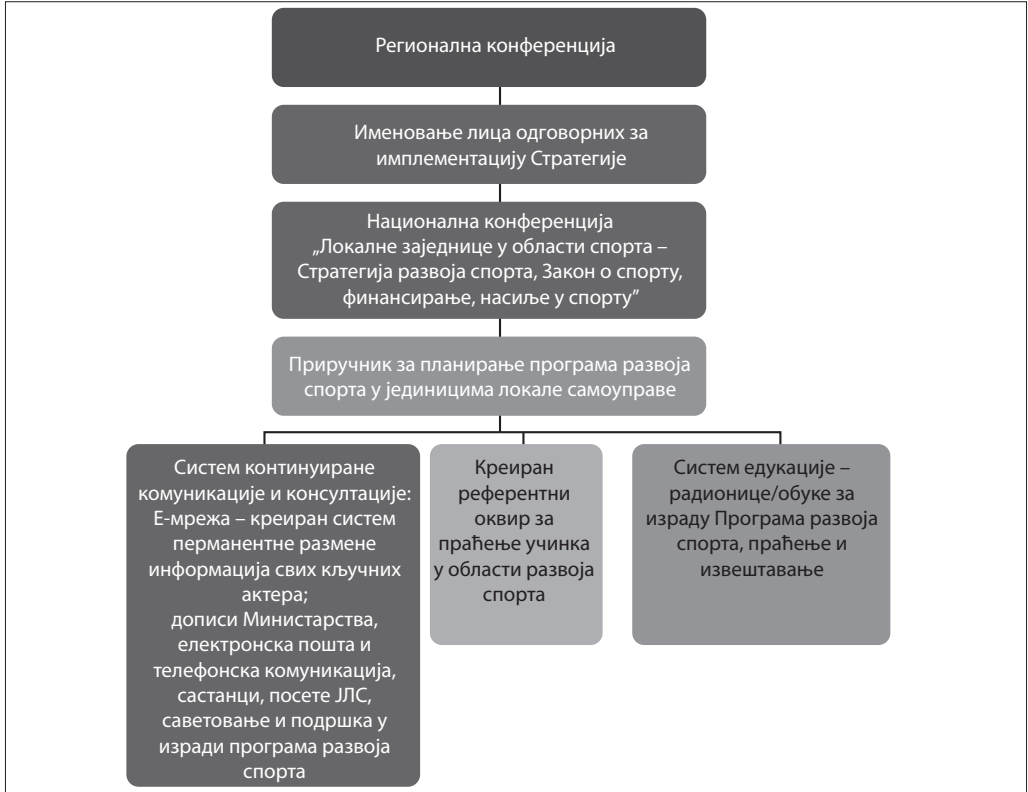 Регионална конференција
Именовање лица одговорних за
имплементацију Стратегије
Национална конференција
„Локалне заједнице у области спорта –
Стратегија развоја спорта, Закон о спорту,
финансирање, насиље у спорту”
Приручник за планирање програма развоја
спорта у јединицима локале самоуправе
Систем континуиране
комуникације и консултације:
Е-мрежа – креиран систем
перманентне размене
информација свих кључних
актера;
дописи Министарства,
електронска пошта и
телефонска комуникација,
састанци, посете ЈЛС,
саветовање и подршка у
изради програма развоја
спорта
Креиран
референтни
оквир за
праћење учинка
у области развоја
спорта
Систем едукације –
радионице/обуке за
израду Програма развоја
спорта, праћење и
извештавање